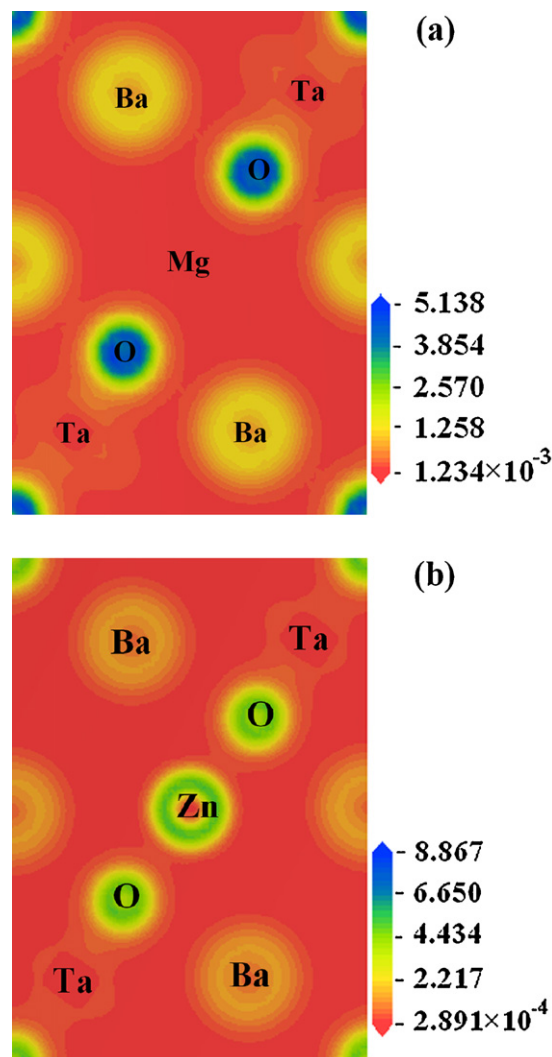 (a)
Ba
Ta
O
Mg
O
Ta
Ba
5.138
3.854
2.570
1.258
1.234×10⁻³
(b)
Ba
Ta
O
Zn
O
Ta
Ba
8.867
6.650
4.434
2.217
2.891×10⁻⁴